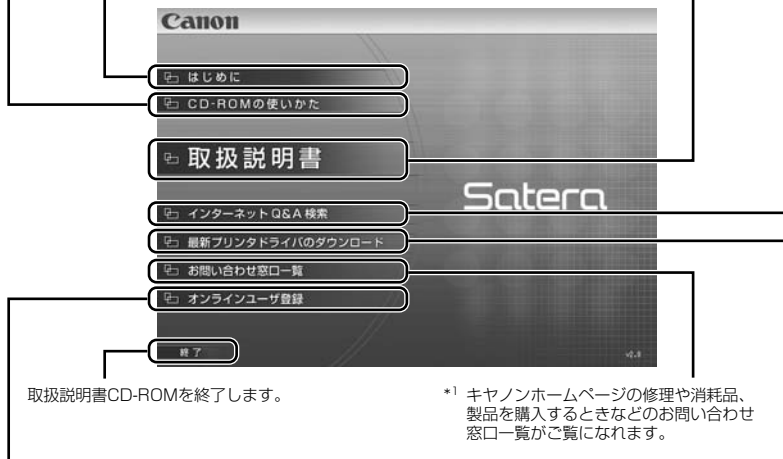 Canon
はじめに
CD-ROMの使いかた
取扱説明書
Satera
インターネット Q&A 検索
最新プリンタドライバのダウンロード
お問い合わせ窓口一覧
オンラインユーザ登録
終了
v2.8
取扱説明書CD-ROMを終了します。
*1 キヤノンホームページの修理や消耗品、
製品を購入するときなどのお問い合わせ
窓口一覧がご覧になれます。